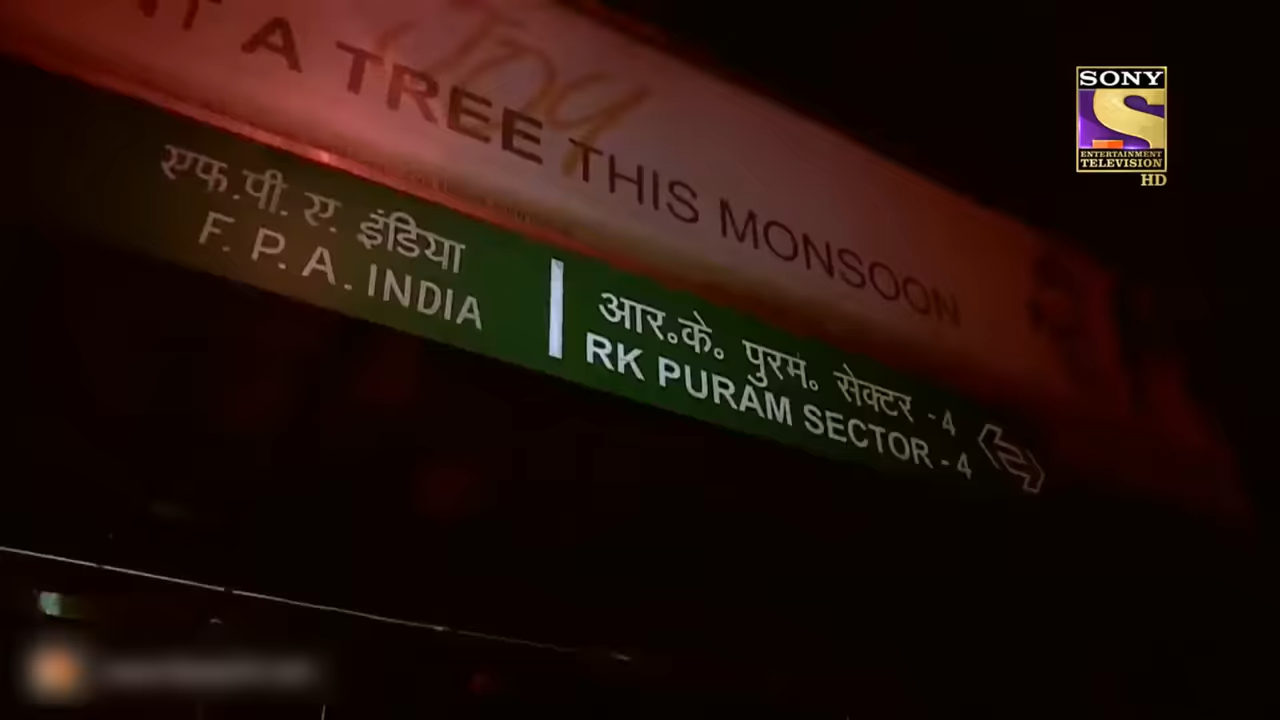 A TREE THIS MONSOON
एफ.पी. ए. इंडिया
F. P. A. INDIA
आर.के. पुरम. सेक्टर - 4
RK PURAM SECTOR - 4
SONY
ENTERTAINMENT
TELEVISION
HD